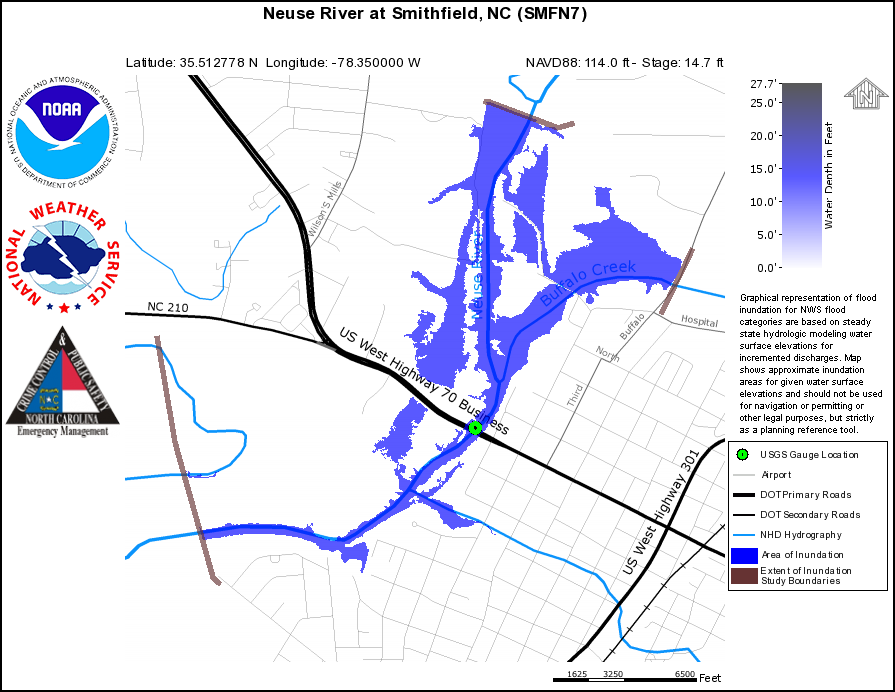 Neuse River at Smithfield, NC (SMFN7)
Latitude: 35.512778 N Longitude: -78.350000 W
NAVD88: 114.0 ft - Stage: 14.7 ft
NATIONAL OCEANIC AND ATMOSPHERIC ADMINISTRATION
NOAA
U.S. DEPARTMENT OF COMMERCE
NATIONAL WEATHER SERVICE
CRIME CONTROL & PUBLIC SAFETY
N C
NORTH CAROLINA
Emergency Management
Wilson'S Mills
NC 210
US West Highway 70 Business
Neuse River
Buffalo Creek
Buffalo
Hospital
North
Third
US West Highway 301
27.7'
25.0'
20.0'
15.0'
10.0'
5.0'
0.0'
Water Depth in Feet
N
Graphical representation of flood
inundation for NWS flood
categories are based on steady
state hydrologic modeling water
surface elevations for
incremented discharges. Map
shows approximate inundation
areas for given water surface
elevations and should not be used
for navigation or permitting or
other legal purposes, but strictly
as a planning reference tool.
USGS Gauge Location
Airport
DOT Primary Roads
DOT Secondary Roads
NHD Hydrography
Area of Inundation
Extent of Inundation
Study Boundaries
1625 3250 6500 Feet